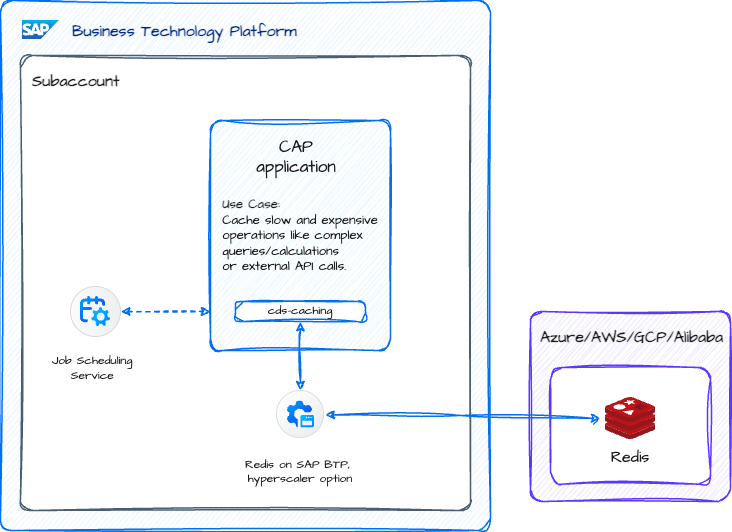 SAP
Business Technology Platform
Subaccount
CAP
application
Use Case:
Cache slow and expensive
operations like complex
queries/calculations
or external API calls.
cds-caching
Job Scheduling
Service
Redis on SAP BTP,
hyperscaler option
Azure/AWS/GCP/Alibaba
Redis